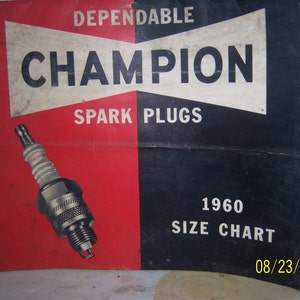 DEPENDABLE
CHAMPION
SPARK PLUGS
1960
SIZE CHART
08/23